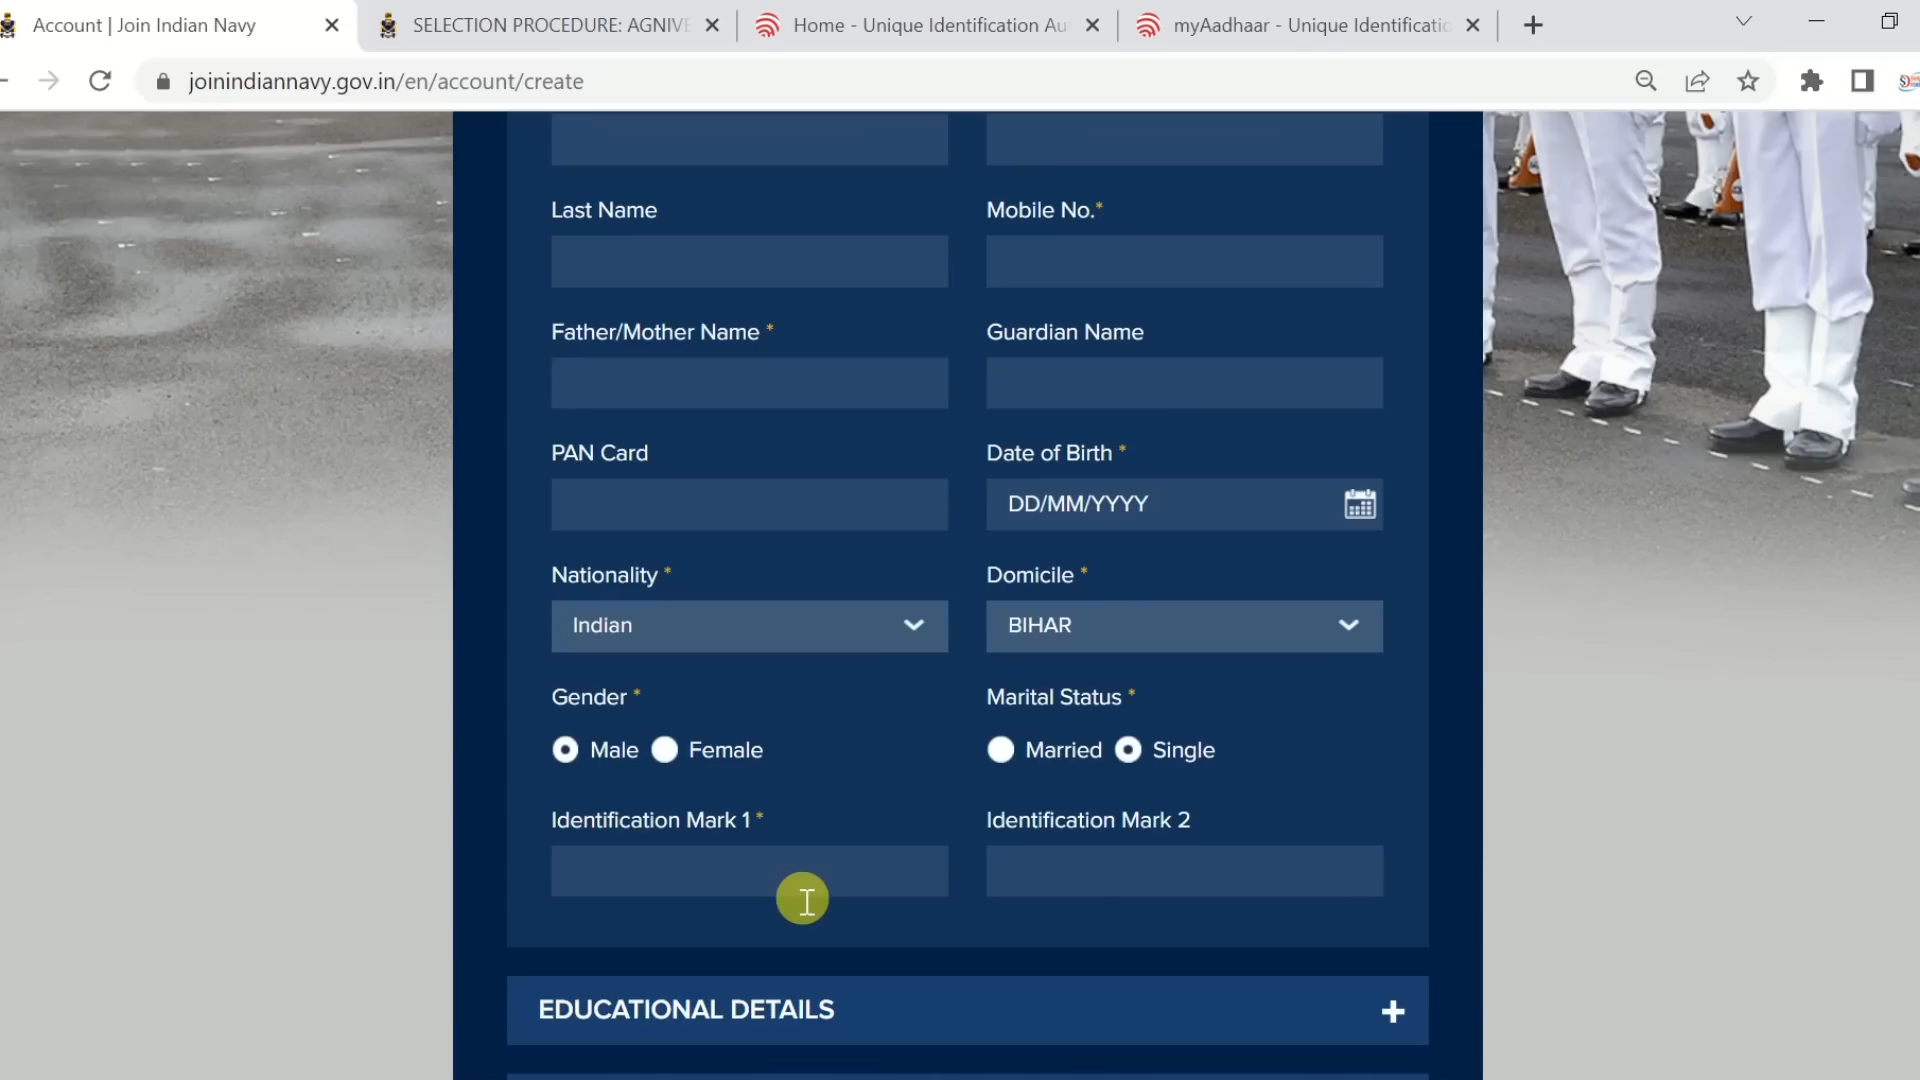 Account | Join Indian Navy
SELECTION PROCEDURE: AGNIVE
Home - Unique Identification Au
myAadhaar - Unique Identificatio
joinindiannavy.gov.in/en/account/create
Last Name
Mobile No.*
Father/Mother Name *
Guardian Name
PAN Card
Date of Birth *
DD/MM/YYYY
Nationality *
Domicile *
Indian
BIHAR
Gender *
Marital Status *
Male Female
Married Single
Identification Mark 1 *
Identification Mark 2
EDUCATIONAL DETAILS